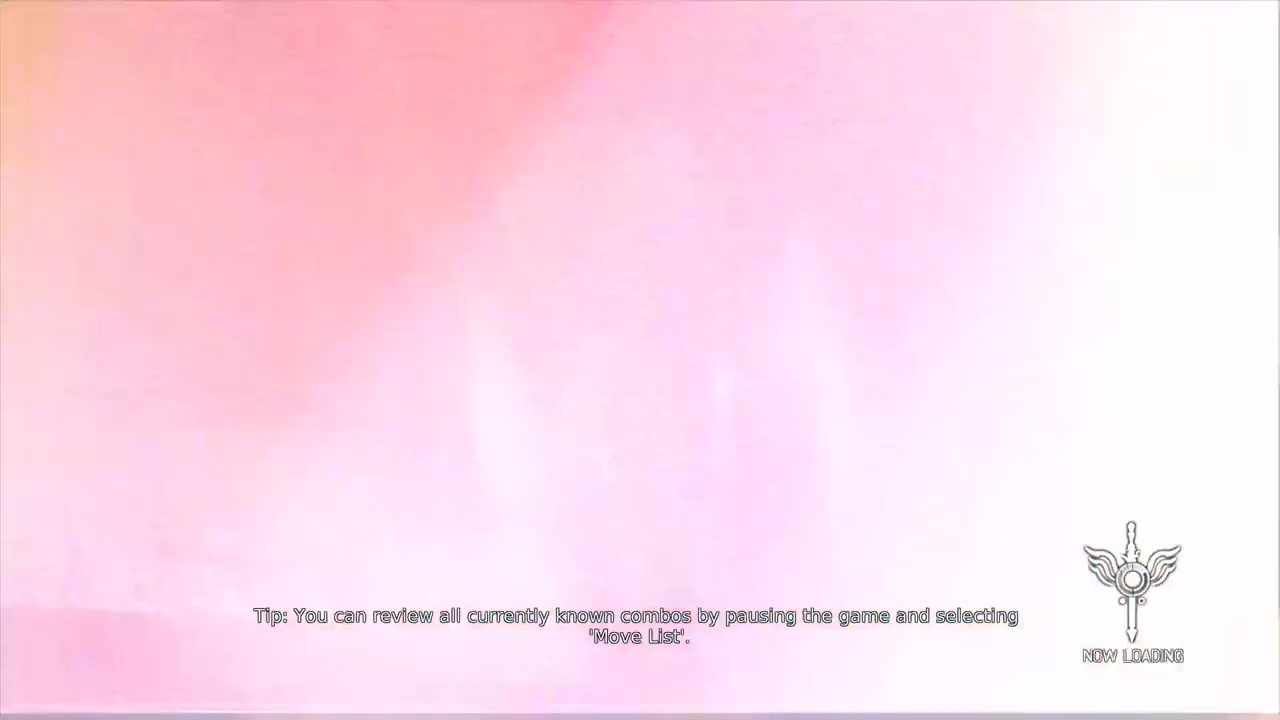 Tip: You can review all currently known combos by pausing the game and selecting
'Move List'.
NOW LOADING